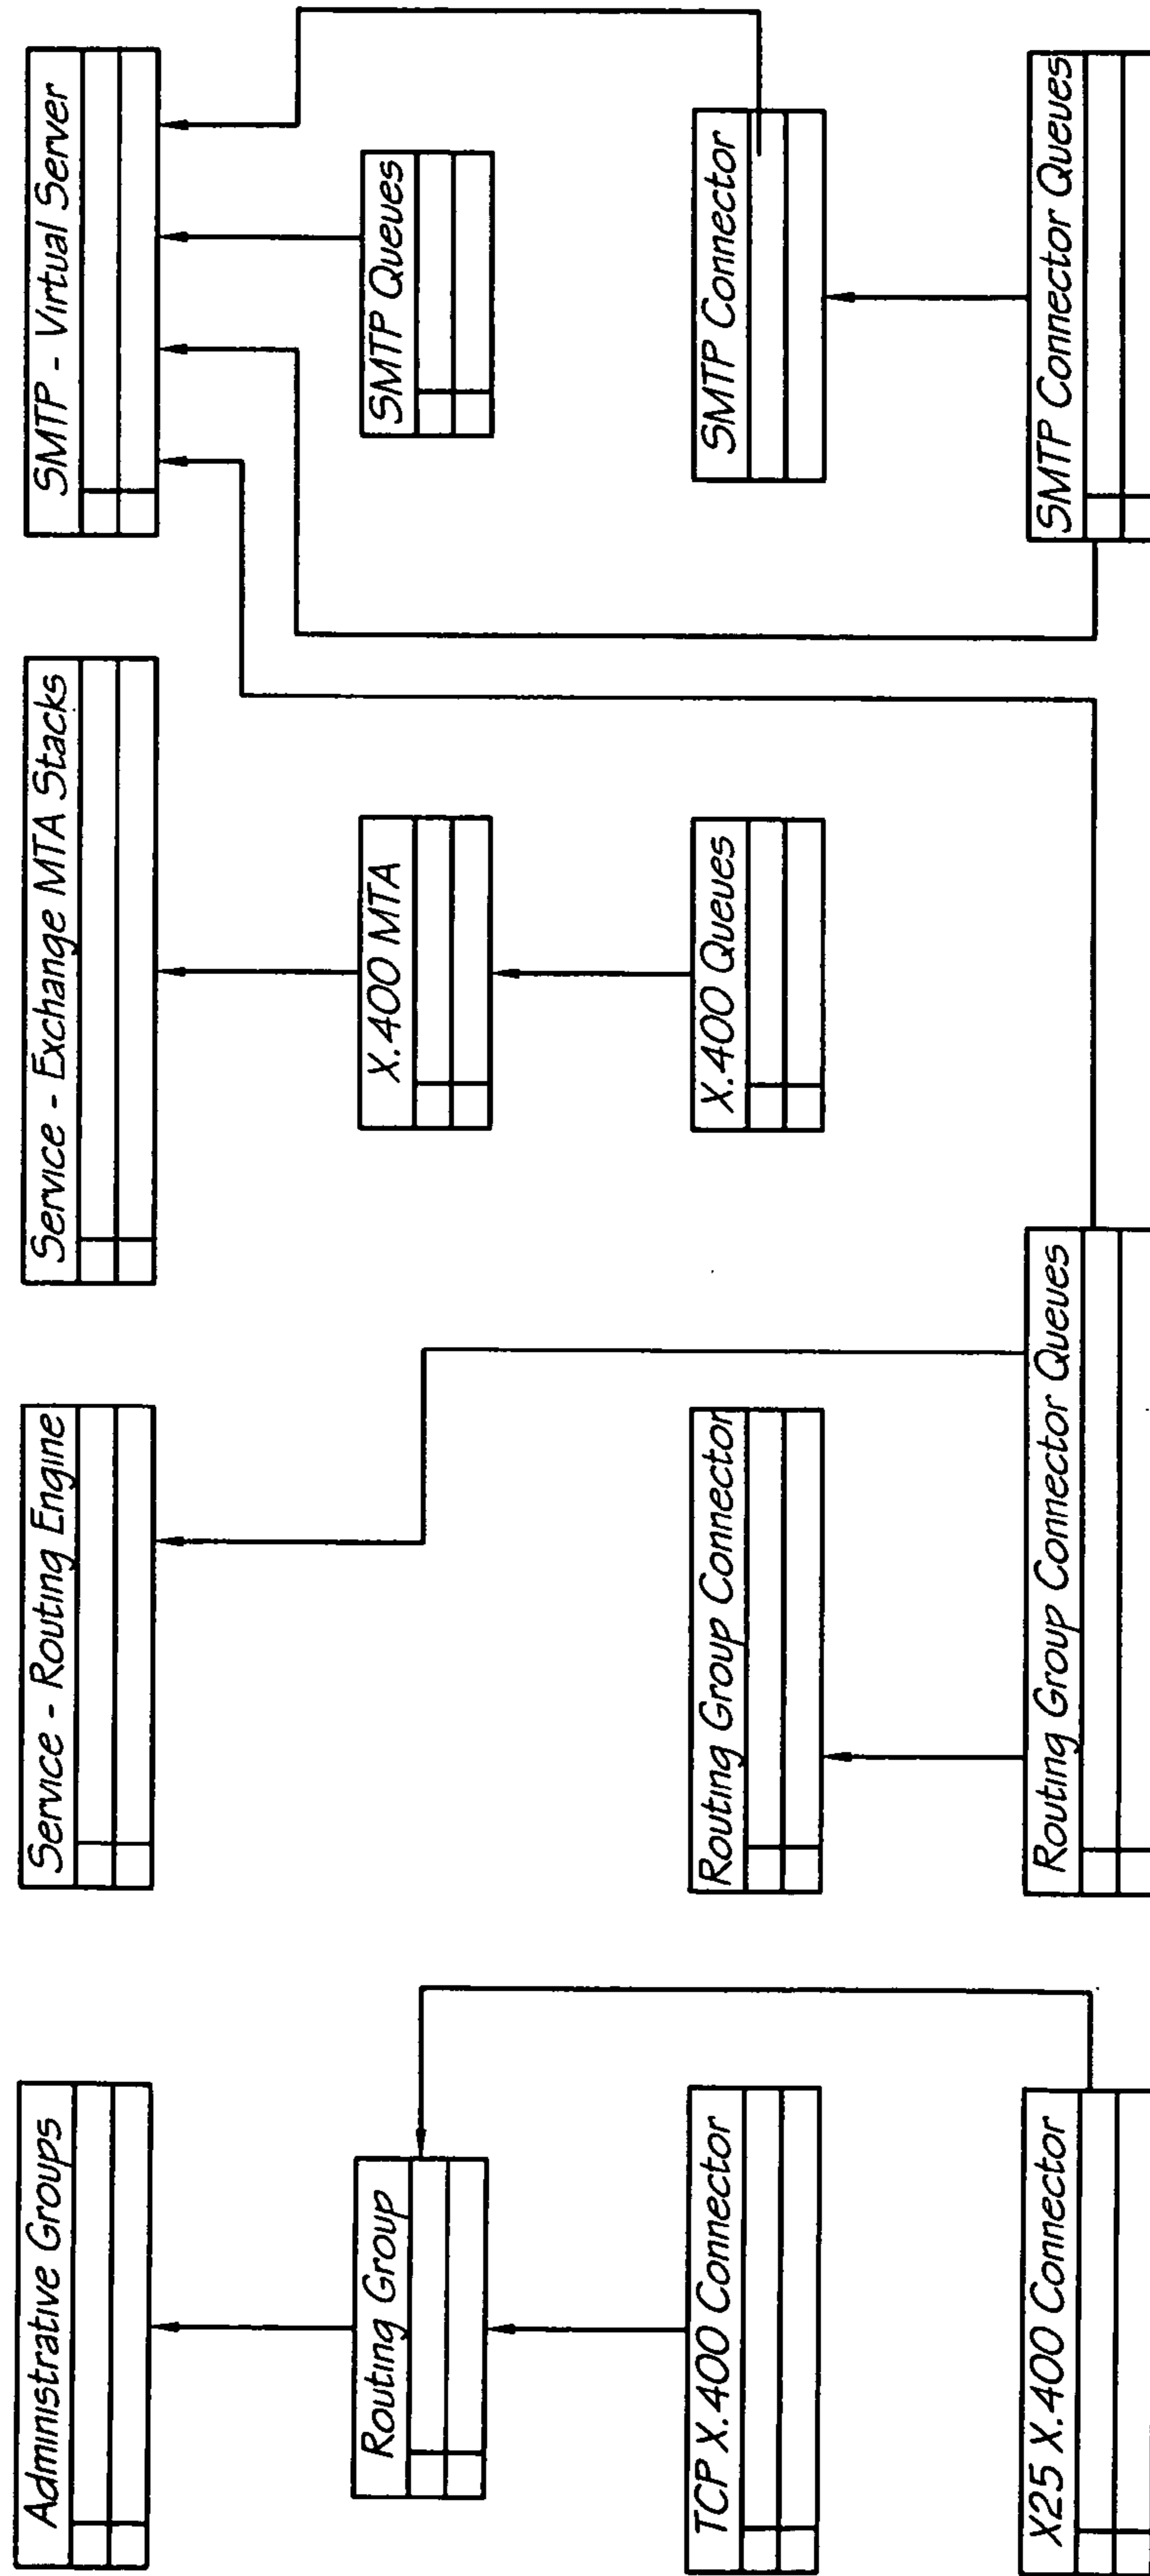 Administrative Groups
Service - Routing Engine
Service - Exchange MTA Stacks
SMTP - Virtual Server
Routing Group
X.400 MTA
SMTP Queues
TCP X.400 Connector
Routing Group Connector
X.400 Queues
SMTP Connector
X25 X.400 Connector
Routing Group Connector Queues
SMTP Connector Queues